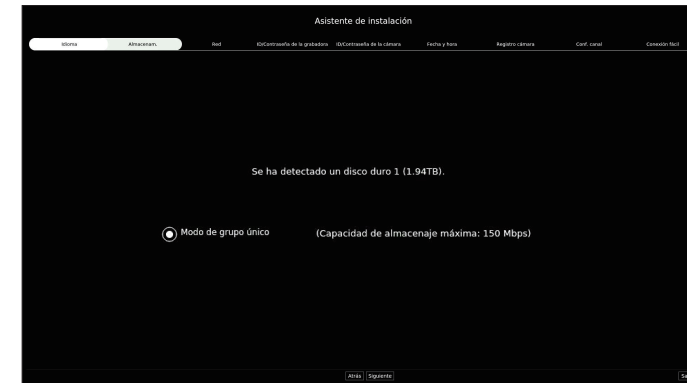 Asistente de instalación
Idioma Almacenam. Red ID/Contraseña de la grabadora ID/Contraseña de la cámara Fecha y hora Registro cámara Conf. canal Conexión fácil
Se ha detectado un disco duro 1 (1.94TB).
Modo de grupo único (Capacidad de almacenaje máxima: 150 Mbps)
Atrás Siguiente